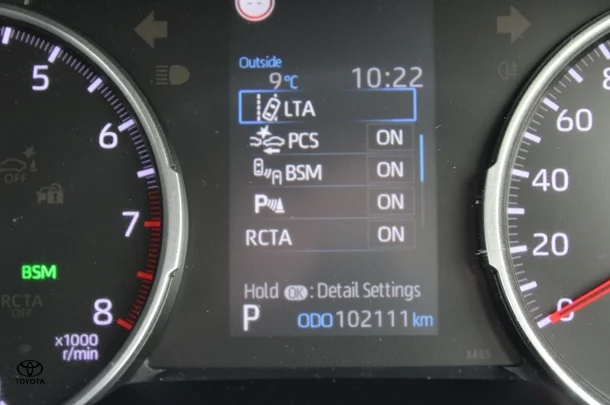 5
6
7
8
x1000
r/min
OFF
BSM
RCTA
OFF
TOYOTA
Outside
9°C 10:22
LTA
PCS ON
BSM ON
P ON
RCTA ON
Hold OK : Detail Settings
P ODO 102111 km
XA65
60
40
20
0